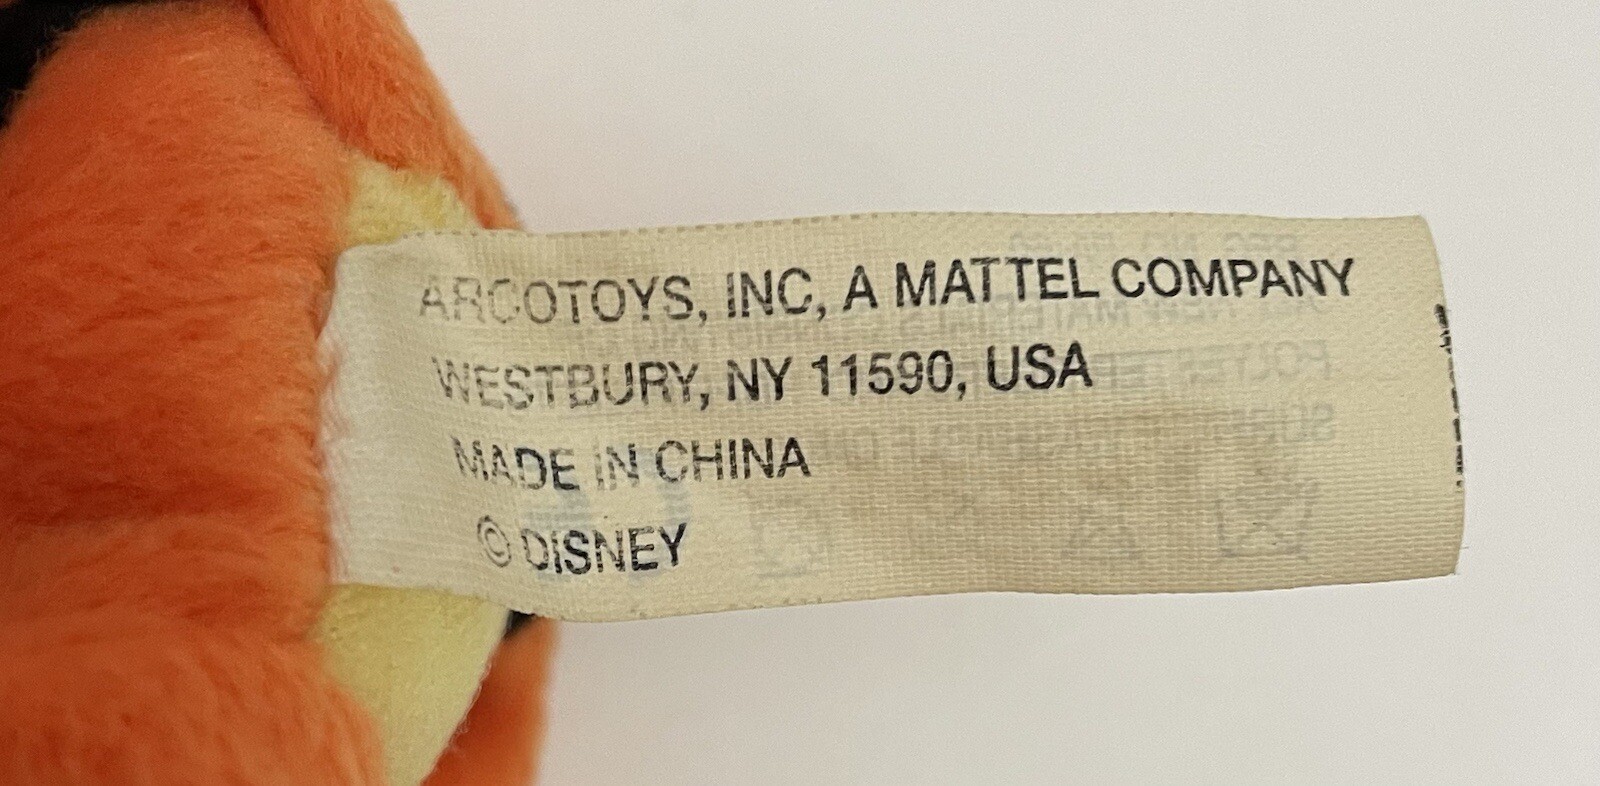 ARCOTOYS, INC, A MATTEL COMPANY
WESTBURY, NY 11590, USA
MADE IN CHINA
© DISNEY